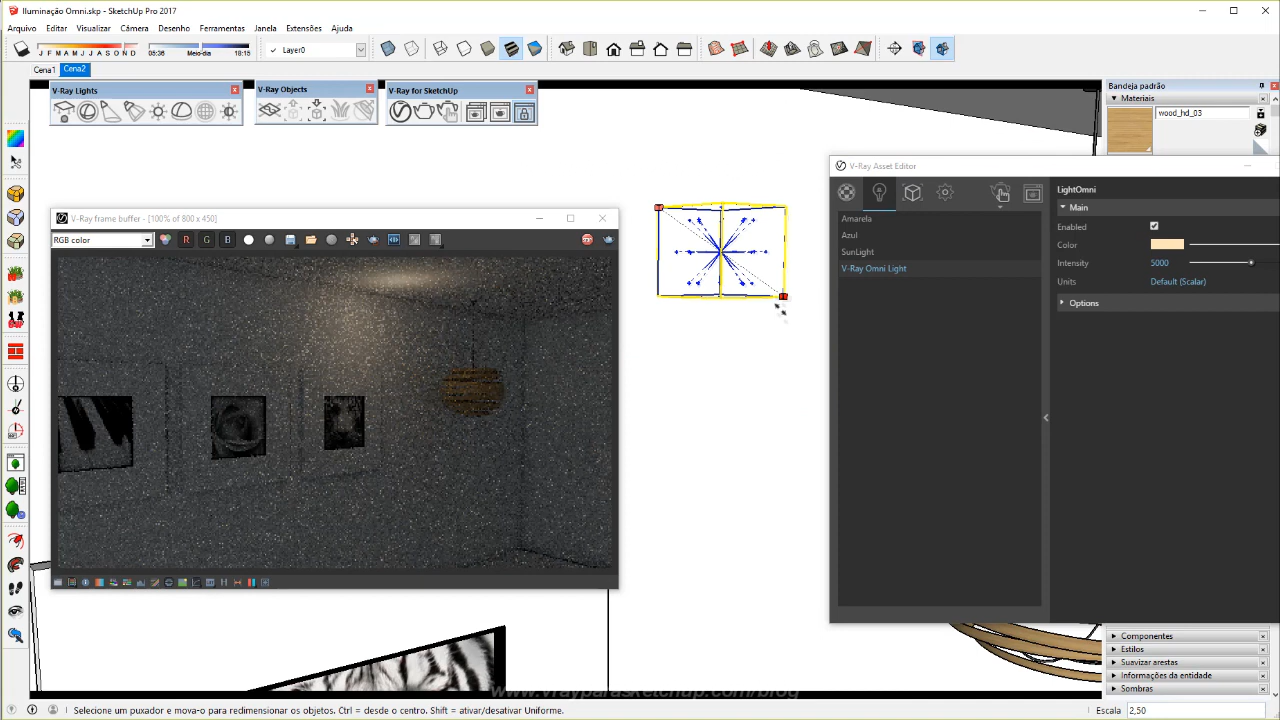 Iluminação Omni.skp - SketchUp Pro 2017
Arquivo Editar Visualizar Câmera Desenho Ferramentas Extensões Janela Ajuda
J F M A M J J A S O N D
05:36 Meio-dia 18:15
Layer0
Cena1 Cena2
V-Ray Lights
V-Ray Objects
V-Ray for SketchUp
Bandeja padrão
Materiais
wood_hd_03
V-Ray Asset Editor
LightOmni
Main
Enabled
Color
Intensity 5000
Units Default (Scalar)
Options
Amarela
Azul
SunLight
V-Ray Omni Light
V-Ray frame buffer - [100% of 800 x 450]
RGB color
R G B
Componentes
Estilos
Suavizar arestas
Informações da entidade
Sombras
www.vrayparasketchup.com/blog
Selecione um puxador e mova-o para redimensionar os objetos. Ctrl = desde o centro. Shift = ativar/desativar Uniforme.
Escala 2,50